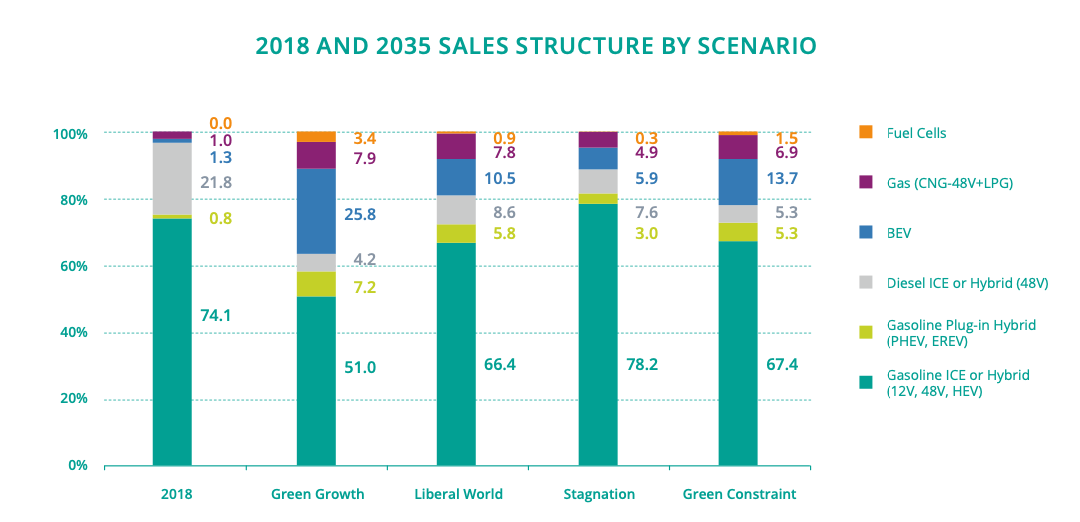 2018 AND 2035 SALES STRUCTURE BY SCENARIO
100%
80%
60%
40%
20%
0%
0.0
1.0
1.3
21.8
0.8
74.1
3.4
7.9
25.8
4.2
7.2
51.0
0.9
7.8
10.5
8.6
5.8
66.4
0.3
4.9
5.9
7.6
3.0
78.2
1.5
6.9
13.7
5.3
5.3
67.4
2018
Green Growth
Liberal World
Stagnation
Green Constraint
Fuel Cells
Gas (CNG-48V+LPG)
BEV
Diesel ICE or Hybrid (48V)
Gasoline Plug-in Hybrid
(PHEV, EREV)
Gasoline ICE or Hybrid
(12V, 48V, HEV)